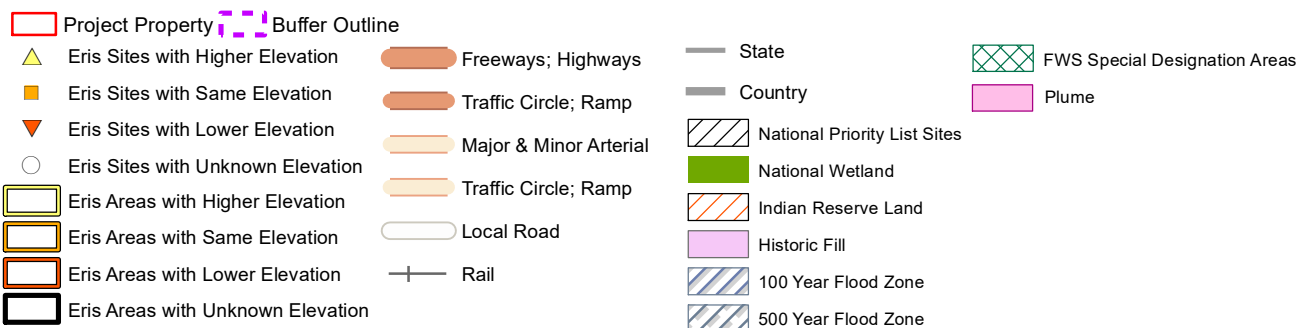 Project Property
Buffer Outline
Eris Sites with Higher Elevation
Eris Sites with Same Elevation
Eris Sites with Lower Elevation
Eris Sites with Unknown Elevation
Eris Areas with Higher Elevation
Eris Areas with Same Elevation
Eris Areas with Lower Elevation
Eris Areas with Unknown Elevation
Freeways; Highways
Traffic Circle; Ramp
Major & Minor Arterial
Traffic Circle; Ramp
Local Road
Rail
State
Country
National Priority List Sites
National Wetland
Indian Reserve Land
Historic Fill
100 Year Flood Zone
500 Year Flood Zone
FWS Special Designation Areas
Plume